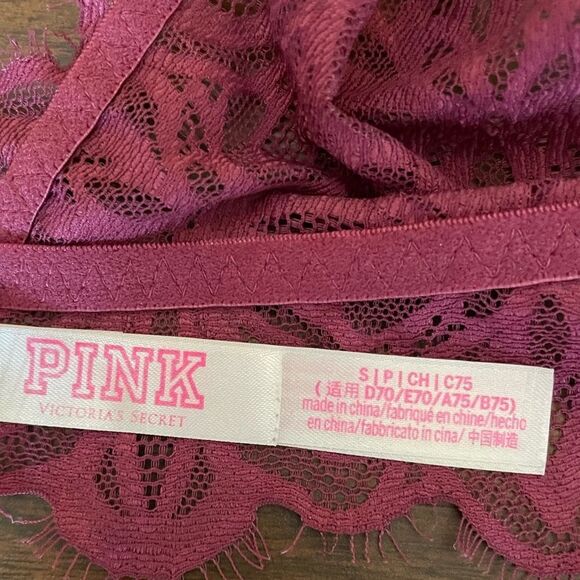 PINK
VICTORIA'S SECRET
S|P|CH|C75
(适用 D70/E70/A75/B75)
made in china/fabriqué en chine/hecho
en china/fabbricato in cina/中国制造